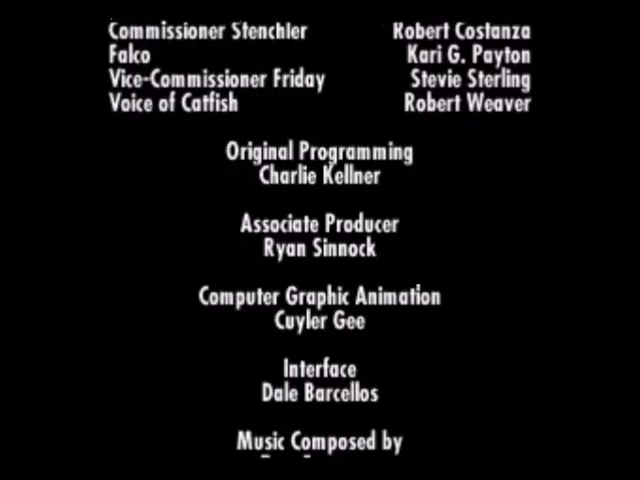 Commissioner Stenchler Robert Costanza
Falco Kari G. Payton
Vice-Commissioner Friday Stevie Sterling
Voice of Catfish Robert Weaver
Original Programming
Charlie Kellner
Associate Producer
Ryan Sinnock
Computer Graphic Animation
Cuyler Gee
Interface
Dale Barcellos
Music Composed by